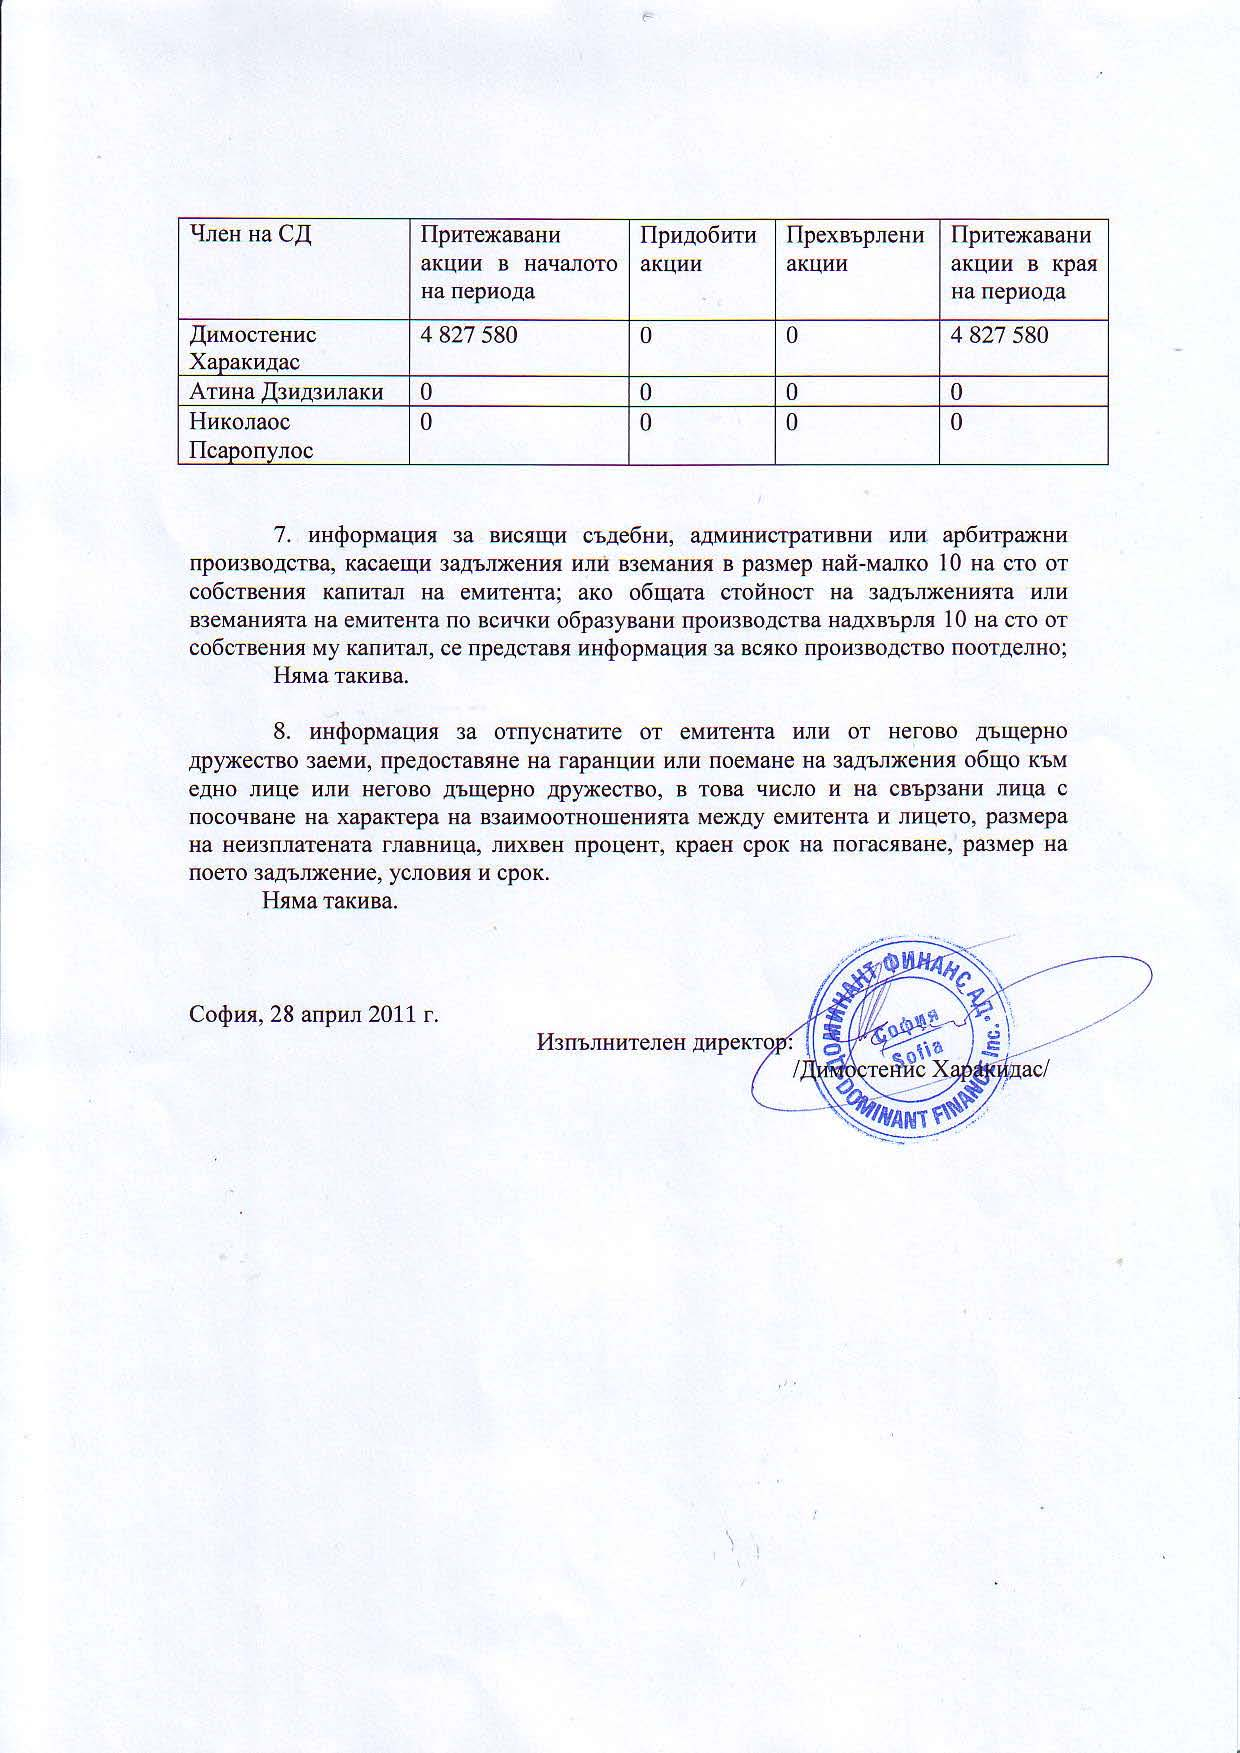 Член на СД Притежавани акции в началото на периода Придобити акции Прехвърлени акции Притежавани акции в края на периода
Димостенис Харакидас 4 827 580 0 0 4 827 580
Атина Дзидзилаки 0 0 0 0
Николаос Псаропулос 0 0 0 0
7. информация за висящи съдебни, административни или арбитражни
производства, касаещи задължения или вземания в размер най-малко 10 на сто от
собствения капитал на емитента; ако общата стойност на задълженията или
вземанията на емитента по всички образувани производства надхвърля 10 на сто от
собствения му капитал, се представя информация за всяко производство поотделно;
Няма такива.
8. информация за отпуснатите от емитента или от негово дъщерно
дружество заеми, предоставяне на гаранции или поемане на задължения общо към
едно лице или негово дъщерно дружество, в това число и на свързани лица с
посочване на характера на взаимоотношенията между емитента и лицето, размера
на неизплатената главница, лихвен процент, краен срок на погасяване, размер на
поето задължение, условия и срок.
Няма такива.
София, 28 април 2011 г.
Изпълнителен директор:
/Димостенис Харакидас/
ДОМИНАНТ ФИНАНС АД
София
Sofia
DOMINANT FINANCE Inc.